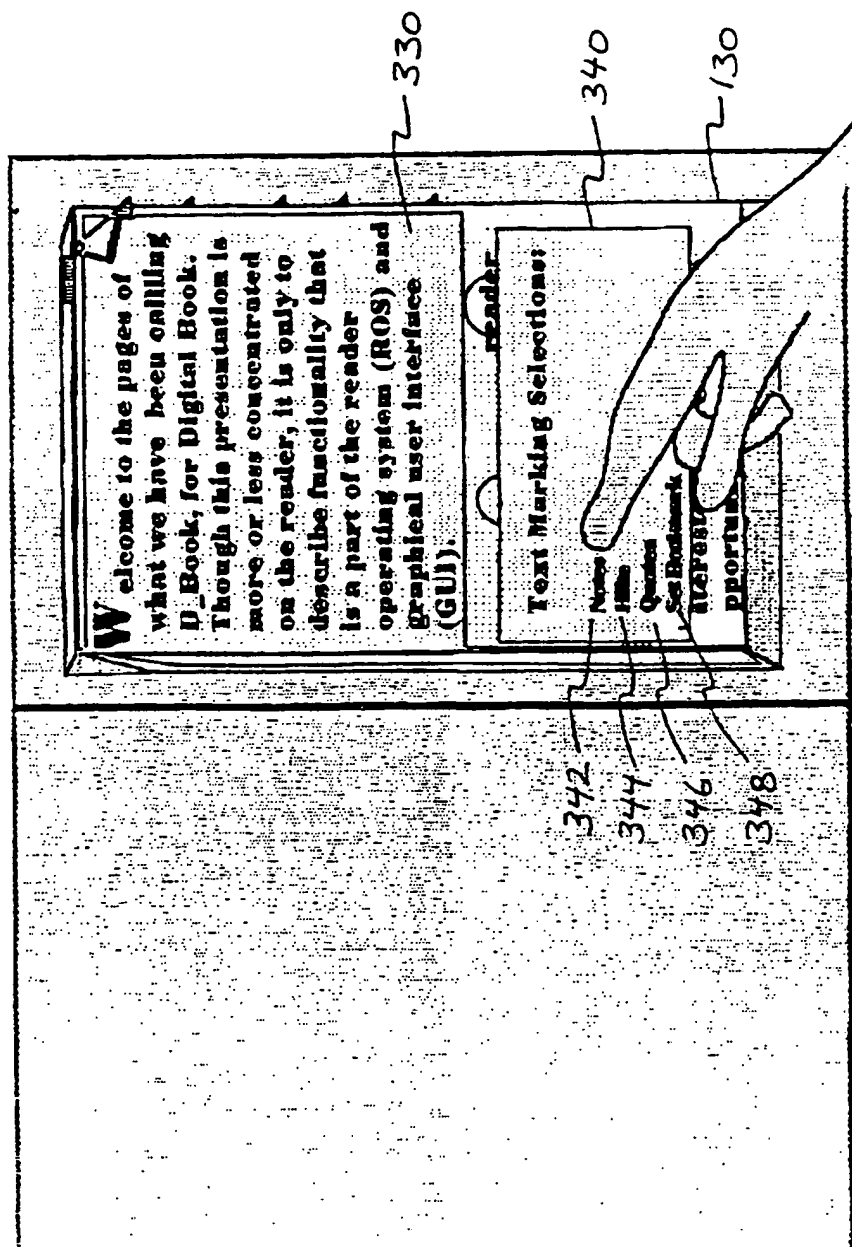 Welcome to the pages of
what we have been calling
D_Book, for Digital Book.
Though this presentation is
more or less concentrated
on the reader, it is only to
describe functionality that
is a part of the reader
operating system (ROS) and
graphical user interface
(GUI).
reader
Text Marking Selections:
Notes
Quotes
Set Bookmark
330
340
130
342
344
346
348